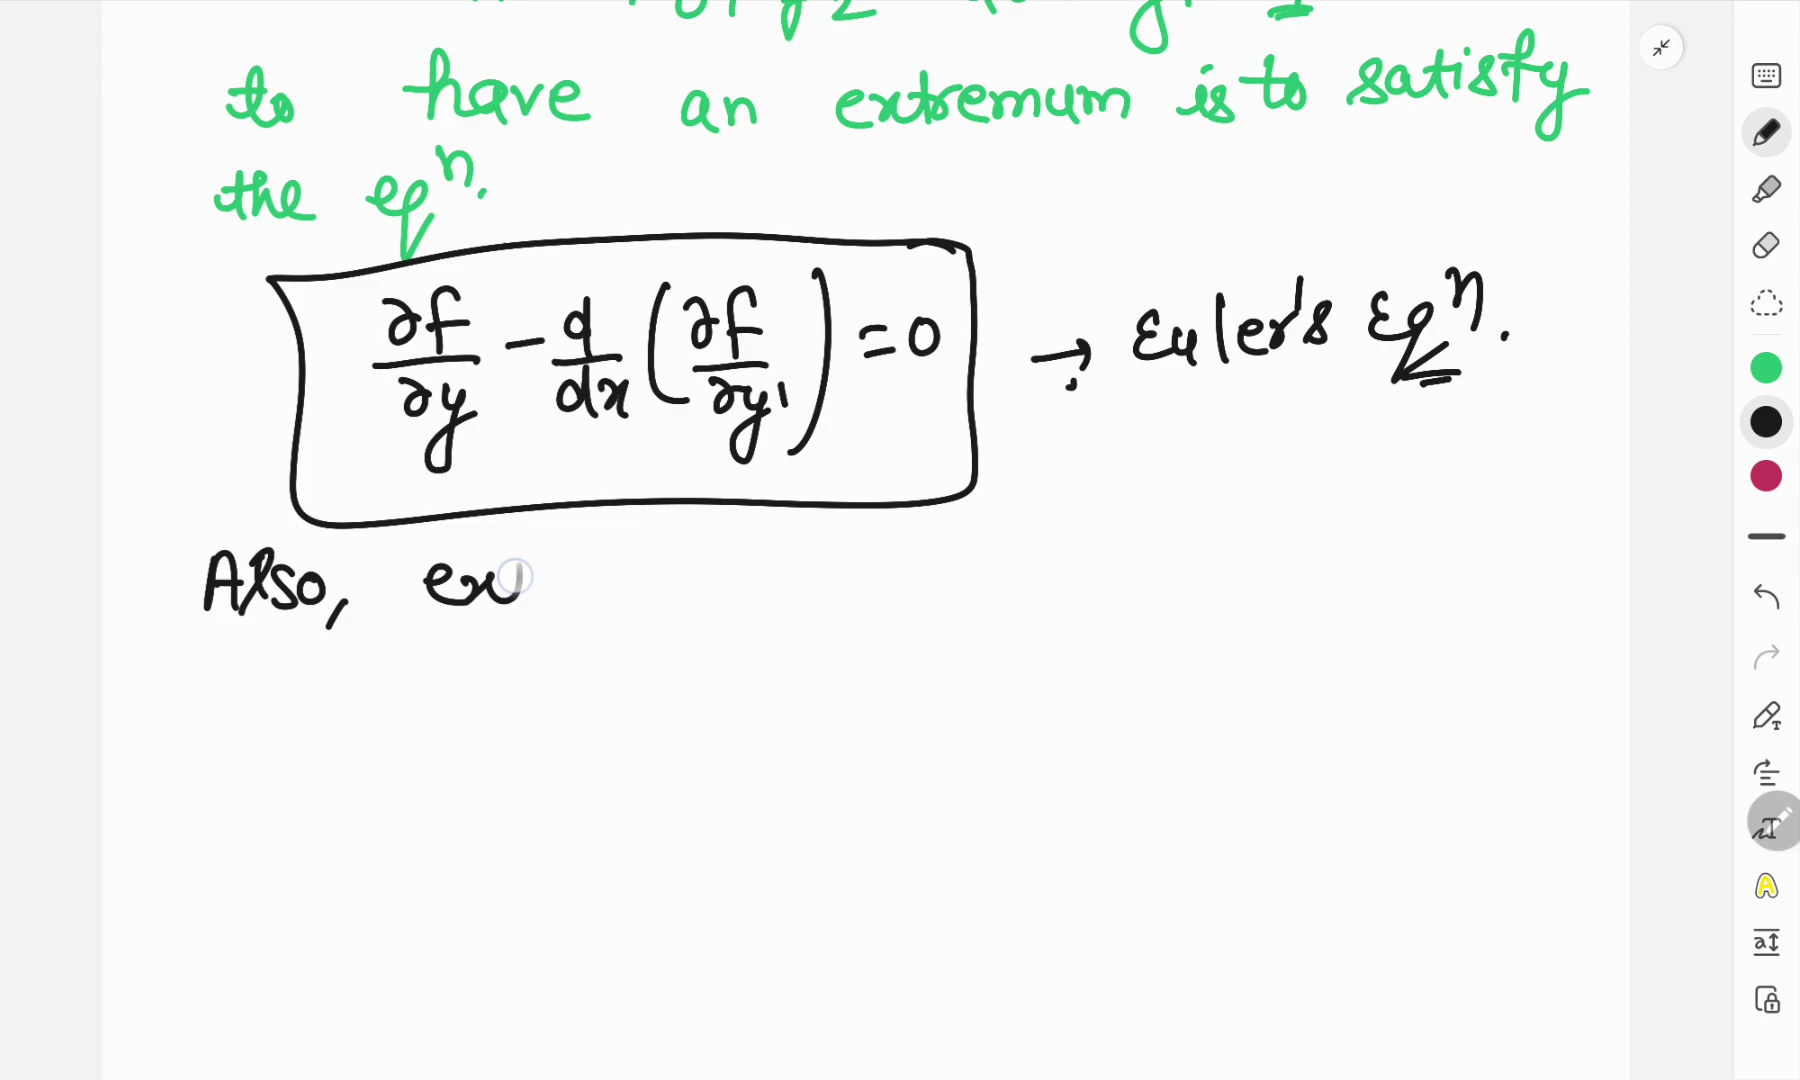 to have an extremum is to satisfy
the eqⁿ.
∂f/∂y - d/dx (∂f/∂y') = 0 → Euler's Eqⁿ.
Also, ex